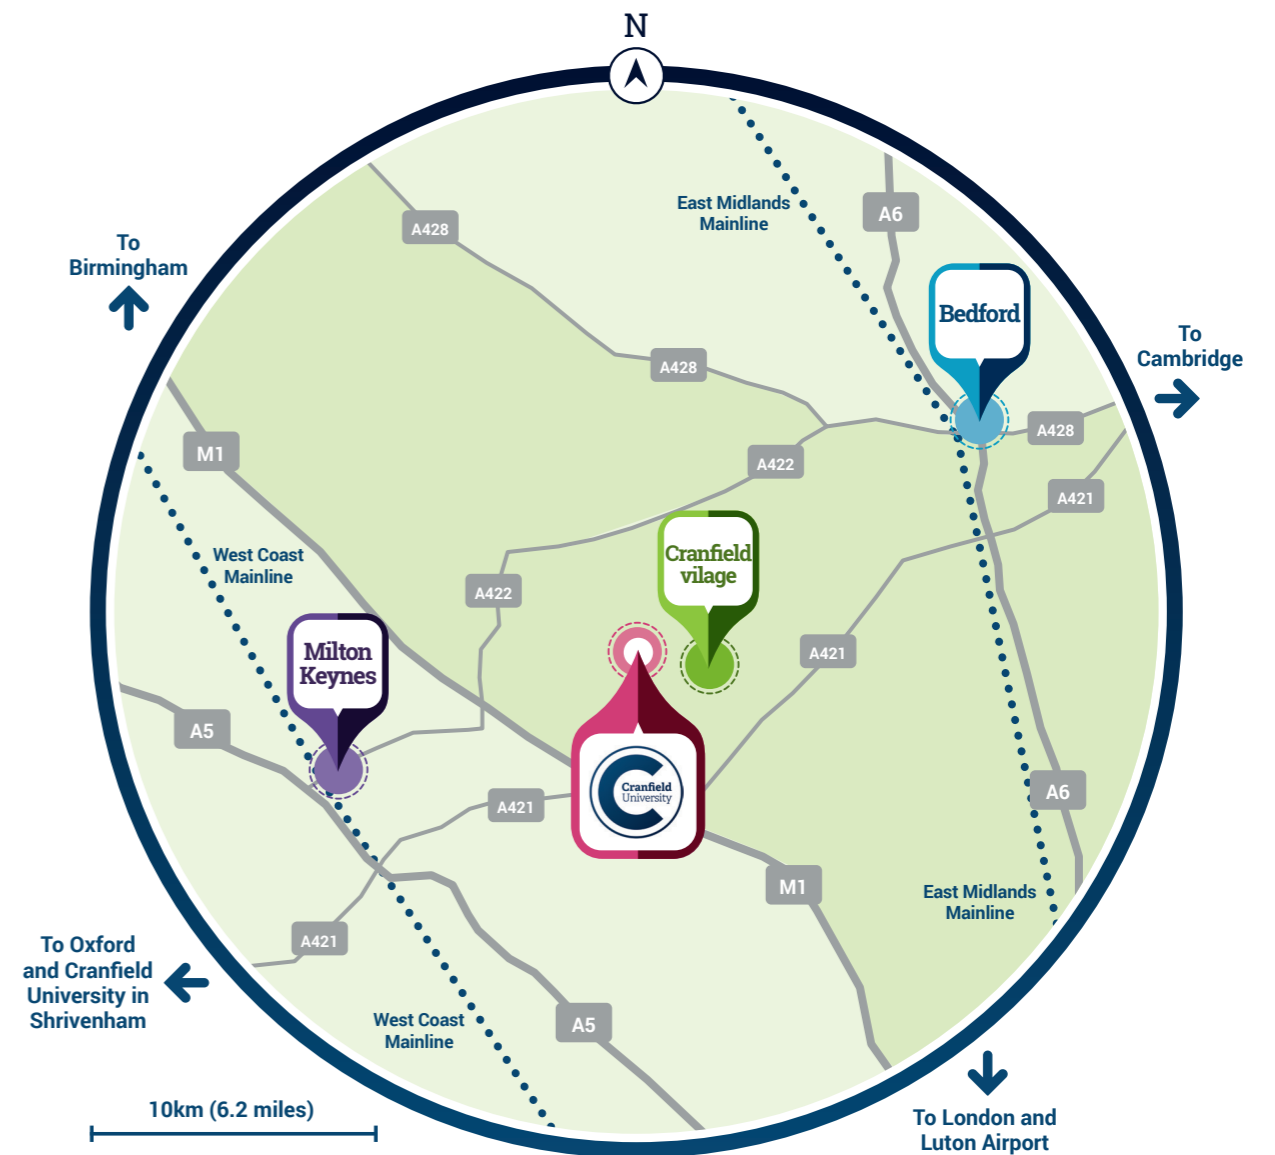 N
East Midlands
Mainline
A6
A428
To
Birmingham
Bedford
To
Cambridge
A428
A428
M1
A422
A421
West Coast
Mainline
Cranfield
vilage
A422
Milton
Keynes
A421
A5
Cranfield
University
A421
A6
M1
East Midlands
Mainline
A421
To Oxford
and Cranfield
University in
Shrivenham
West Coast
Mainline
A5
10km (6.2 miles)
To London and
Luton Airport